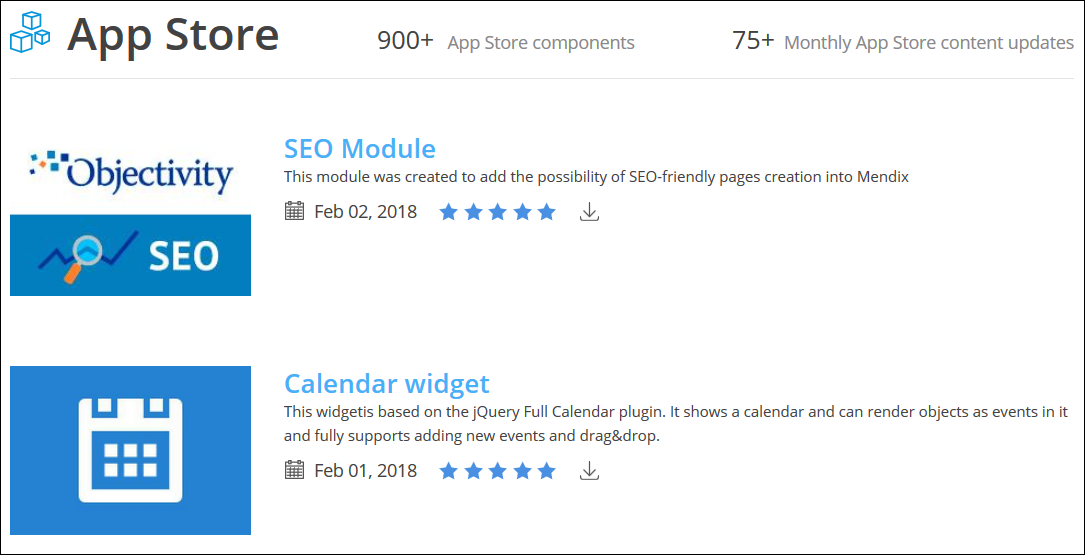 App Store
900+ App Store components
75+ Monthly App Store content updates
Objectivity
SEO
SEO Module
This module was created to add the possibility of SEO-friendly pages creation into Mendix
Feb 02, 2018
Calendar widget
This widgetis based on the jQuery Full Calendar plugin. It shows a calendar and can render objects as events in it
and fully supports adding new events and drag&drop.
Feb 01, 2018